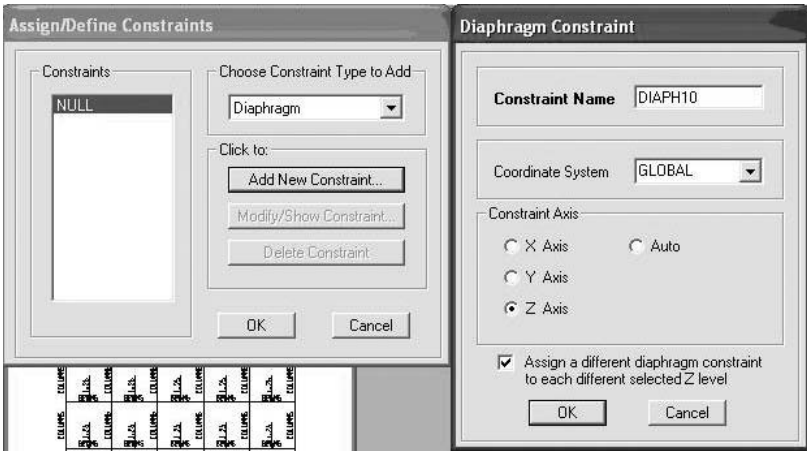 Assign/Define Constraints
Constraints
NULL
Choose Constraint Type to Add
Diaphragm
Click to:
Add New Constraint...
Modify/Show Constraint...
Delete Constraint
OK
Cancel
Diaphragm Constraint
Constraint Name
DIAPH10
Coordinate System
GLOBAL
Constraint Axis
X Axis
Auto
Y Axis
Z Axis
Assign a different diaphragm constraint
to each different selected Z level
OK
Cancel